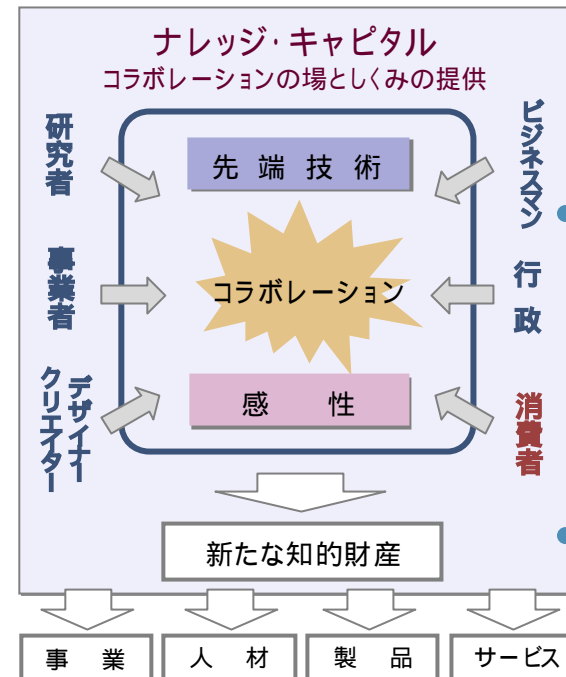 ナレッジ・キャピタル
コラボレーションの場としくみの提供
研究者
事業者
デザイナー
クリエイター
先端技術
コラボレーション
感性
ビジネスマン
行政
消費者
新たな知的財産
事業
人材
製品
サービス